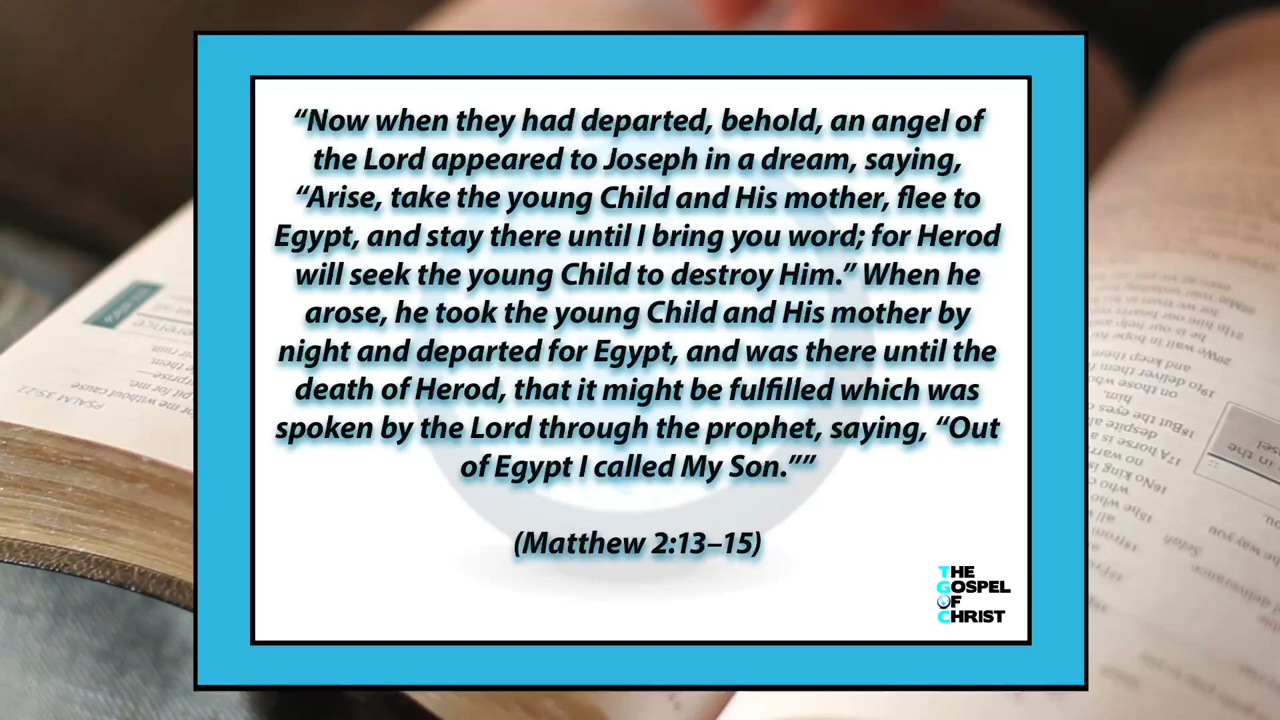 “Now when they had departed, behold, an angel of
the Lord appeared to Joseph in a dream, saying,
“Arise, take the young Child and His mother, flee to
Egypt, and stay there until I bring you word; for Herod
will seek the young Child to destroy Him.” When he
arose, he took the young Child and His mother by
night and departed for Egypt, and was there until the
death of Herod, that it might be fulfilled which was
spoken by the Lord through the prophet, saying, “Out
of Egypt I called My Son.””
(Matthew 2:13–15)
THE
GOSPEL
OF
CHRIST
PSALM 35:22